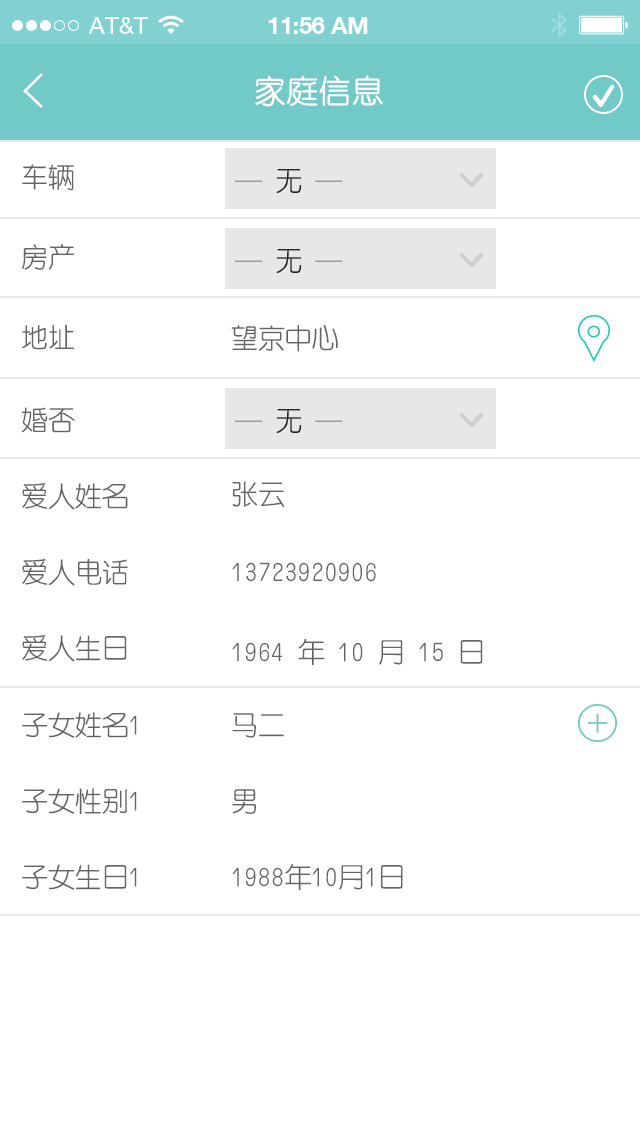 AT&T 11:56 AM
家庭信息
车辆 — 无 —
房产 — 无 —
地址 望京中心
婚否 — 无 —
爱人姓名 张云
爱人电话 13723920906
爱人生日 1964 年 10 月 15 日
子女姓名1 马二
子女性别1 男
子女生日1 1988年10月1日